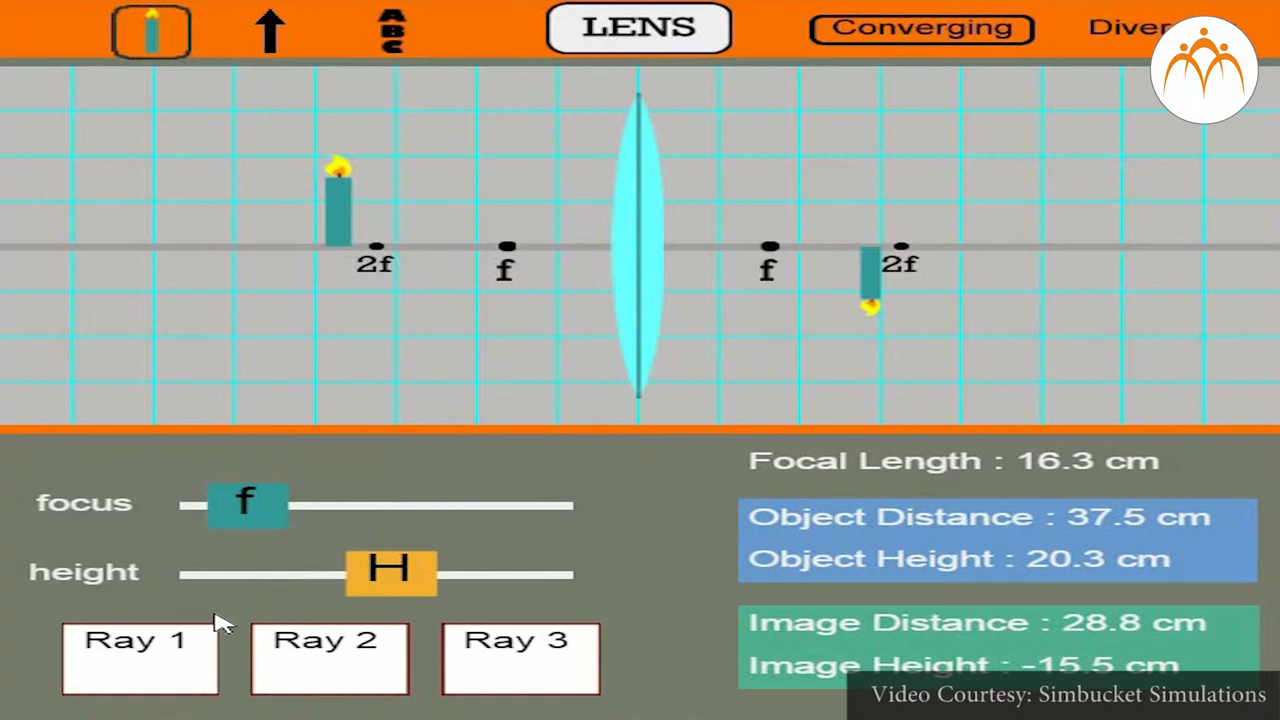 A
B
C
LENS
Converging
2f
f
f
2f
focus
f
height
H
Ray 1
Ray 2
Ray 3
Focal Length : 16.3 cm
Object Distance : 37.5 cm
Object Height : 20.3 cm
Image Distance : 28.8 cm
Image Height : -15.5 cm
Video Courtesy: Simbucket Simulations